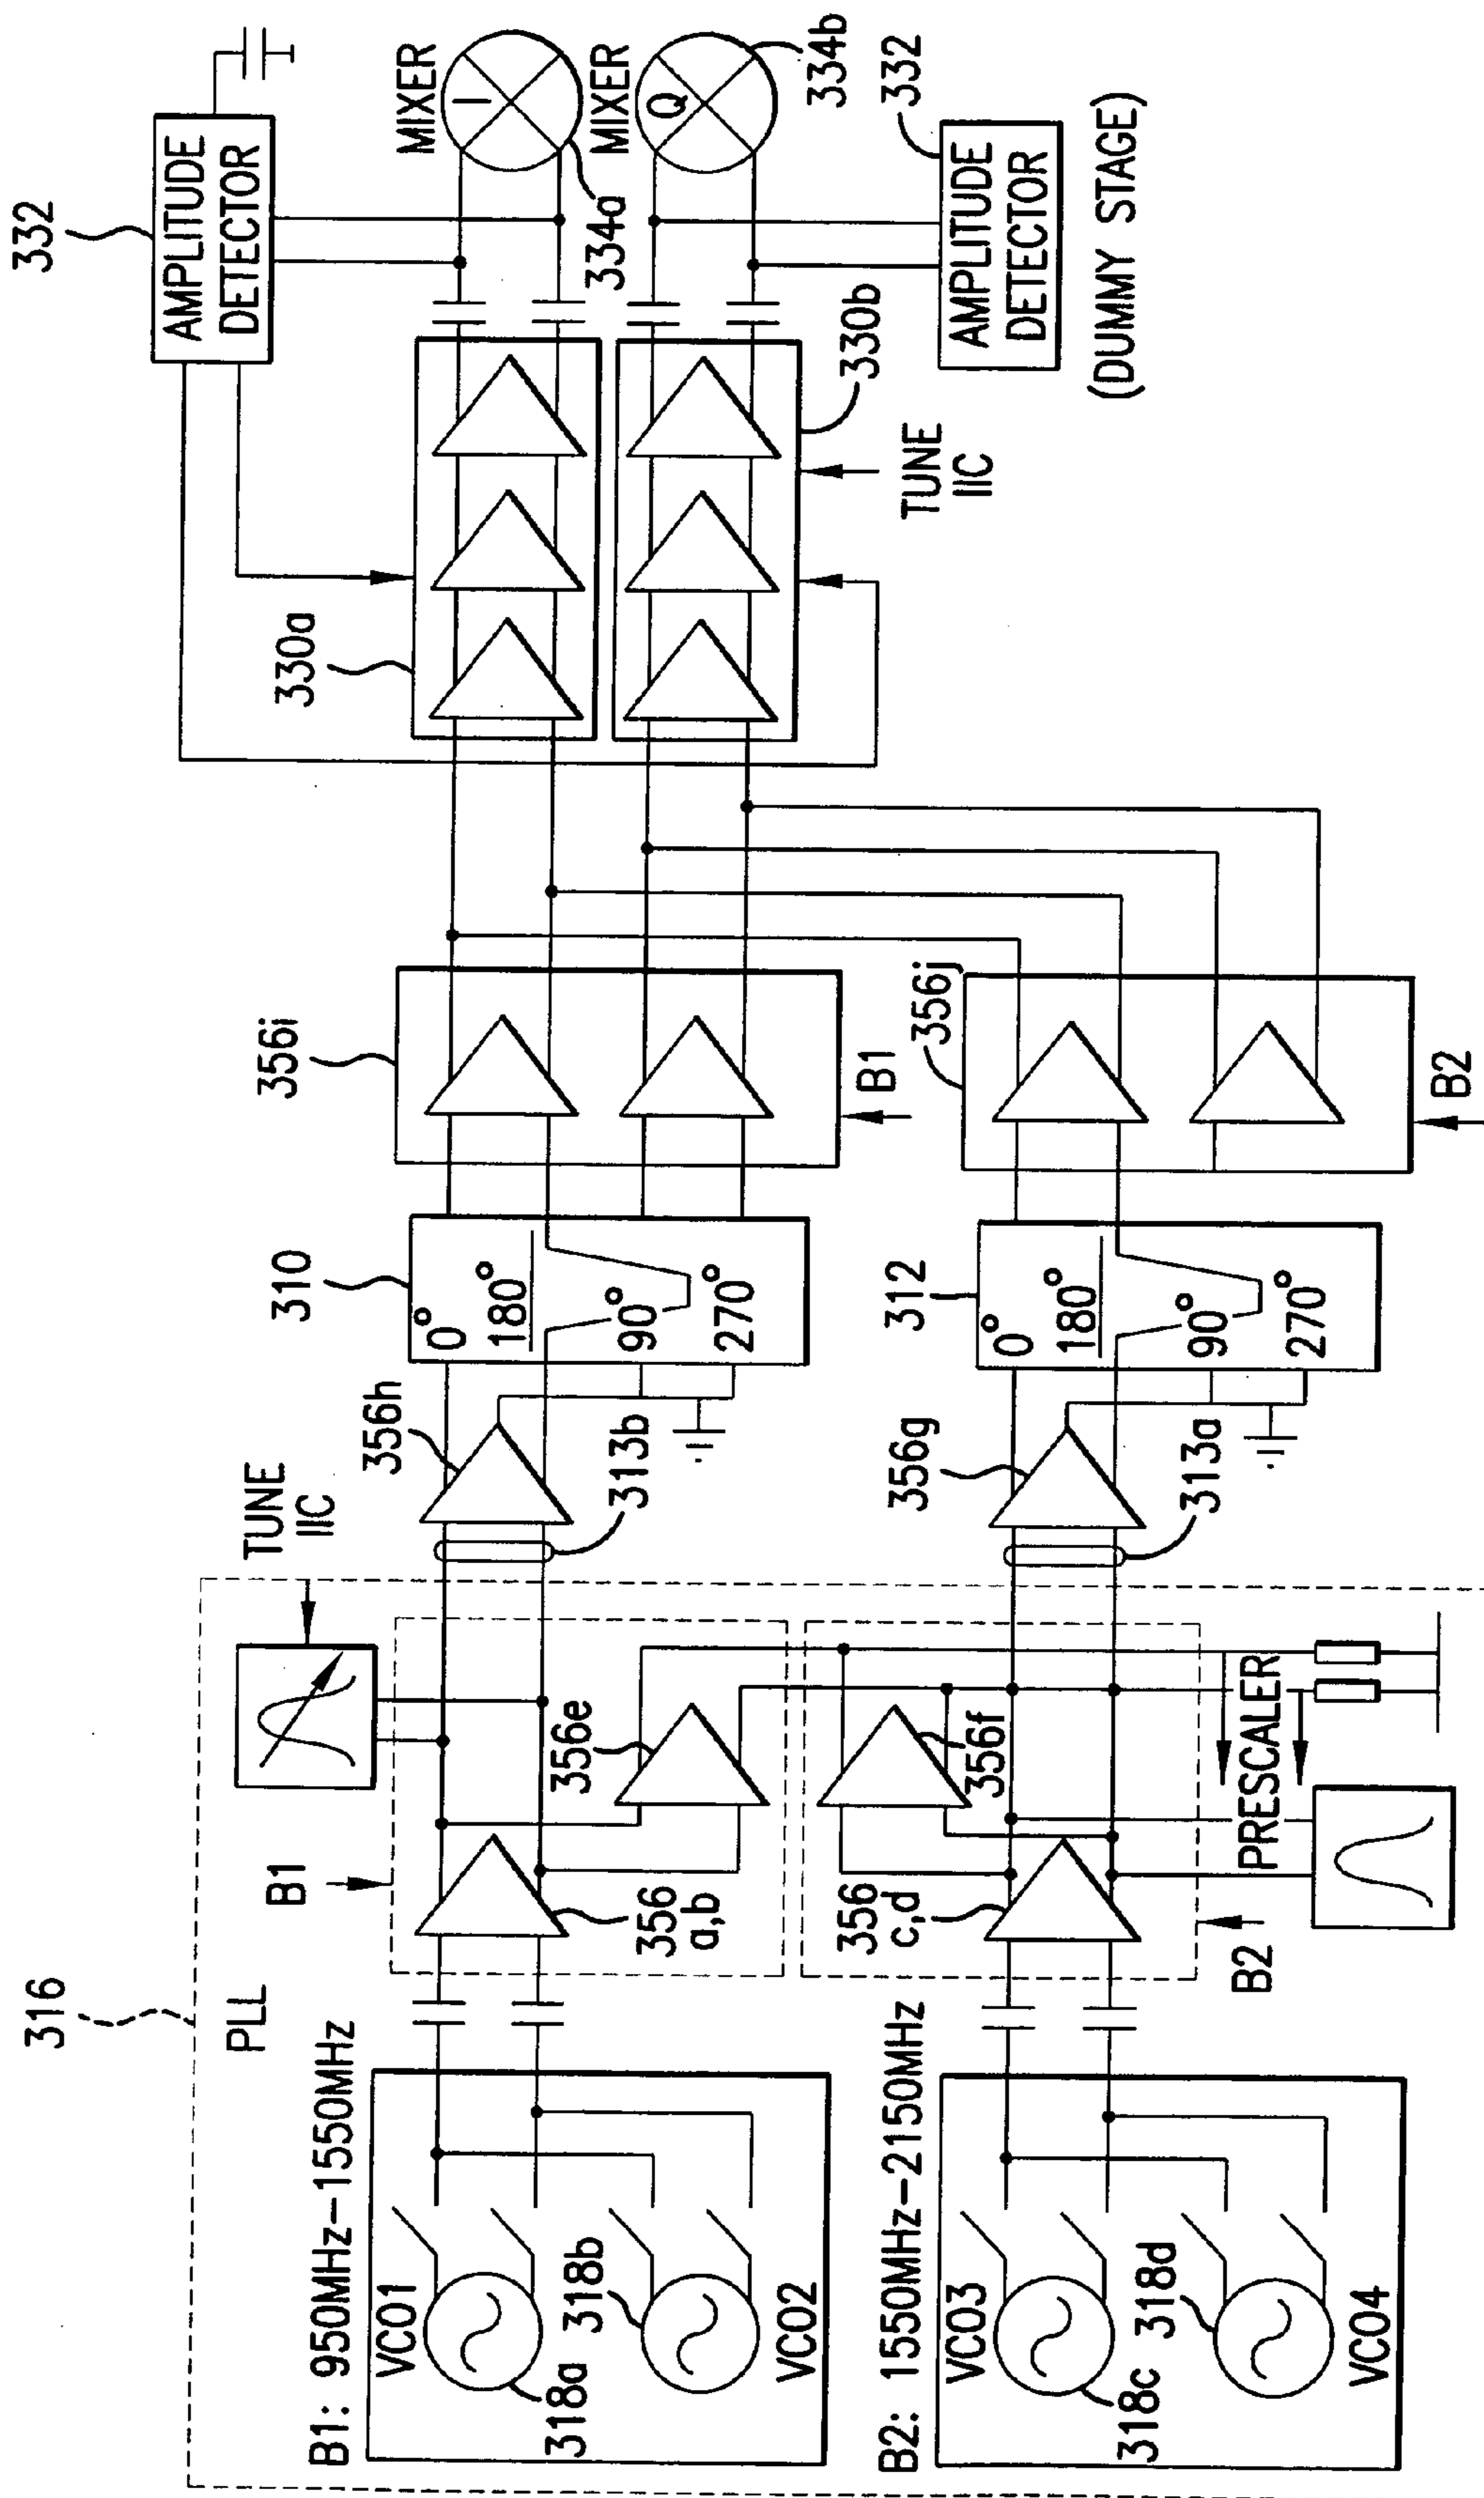 316
PLL
B1: 950MHz-1550MHz
VCO1
318a
318b
VCO2
B2: 1550MHz-2150MHz
VCO3
318c
318d
VCO4
B1
356
a,b
356e
356
c,d
356f
B2
PRESCALER
TUNE
IIC
356h
313b
356g
313a
310
0°
180°
90°
270°
312
0°
180°
90°
270°
356i
B1
356j
B2
330a
330b
TUNE
IIC
332
AMPLITUDE
DETECTOR
MIXER
I
334a
MIXER
Q
334b
332
AMPLITUDE
DETECTOR
(DUMMY STAGE)